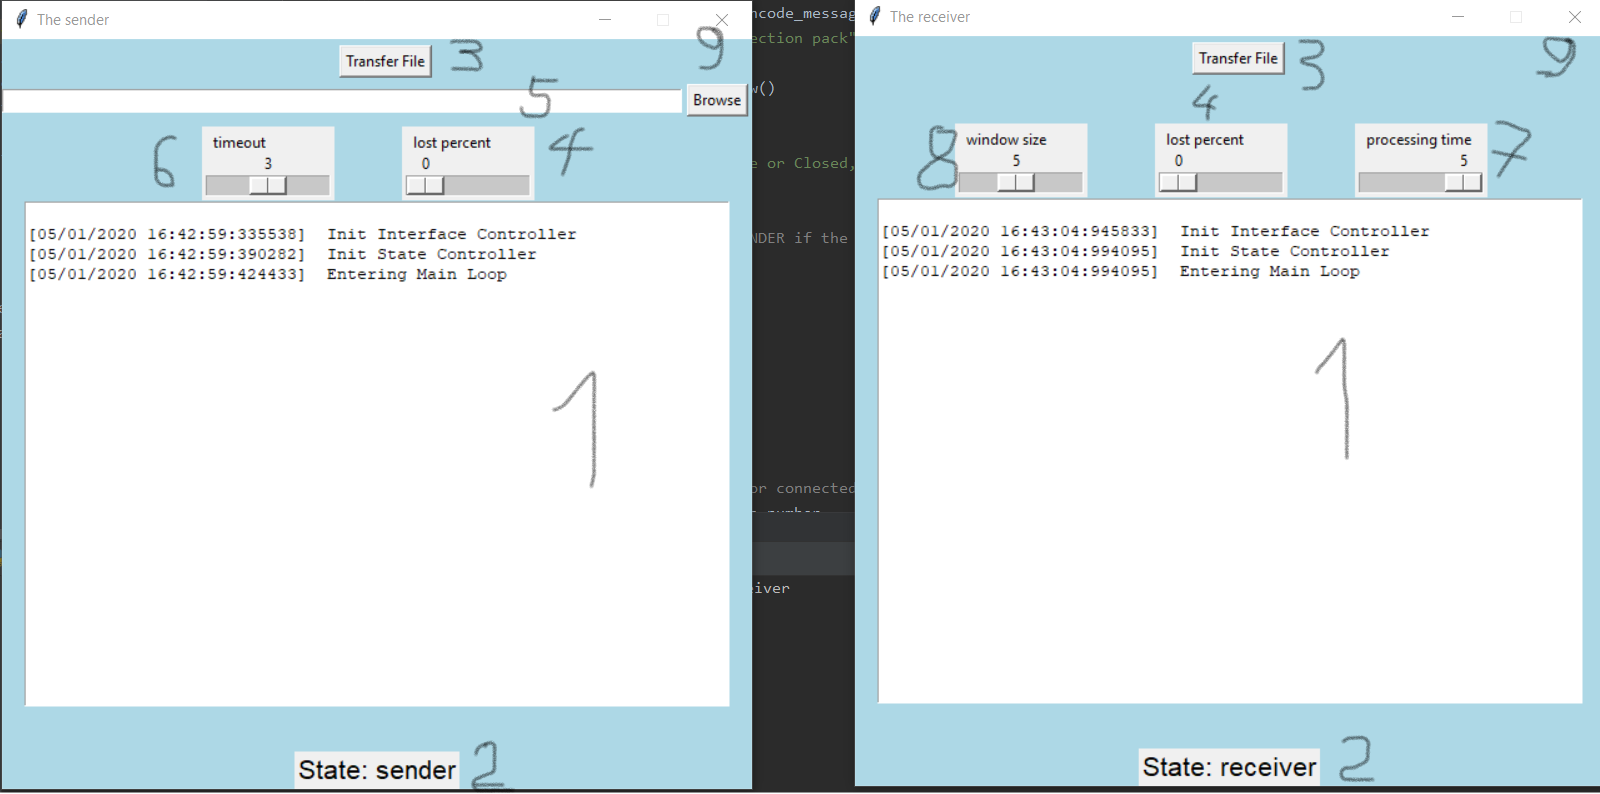 The sender
Transfer File 3
9
5
Browse
6 timeout
3
lost percent 4
0
[05/01/2020 16:42:59:335538] Init Interface Controller
[05/01/2020 16:42:59:390282] Init State Controller
[05/01/2020 16:42:59:424433] Entering Main Loop
1
State: sender 2
ncode_messag
ection pack"
w()
e or Closed,
NDER if the
or connected
eiver
The receiver
Transfer File 3
9
4
8 window size
5
lost percent
0
processing time 7
5
[05/01/2020 16:43:04:945833] Init Interface Controller
[05/01/2020 16:43:04:994095] Init State Controller
[05/01/2020 16:43:04:994095] Entering Main Loop
1
State: receiver 2